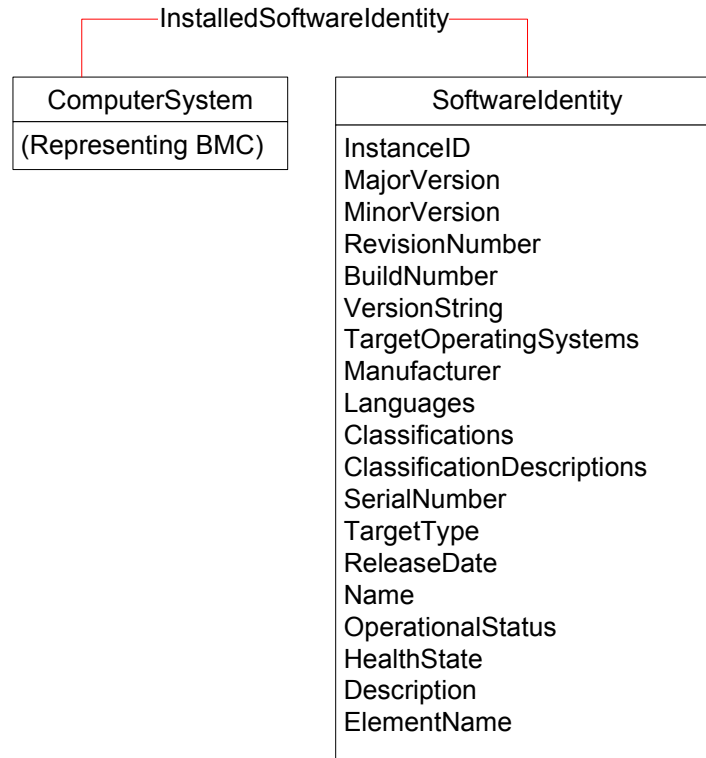 InstalledSoftwareIdentity
ComputerSystem
(Representing BMC)
SoftwareIdentity
InstanceID
MajorVersion
MinorVersion
RevisionNumber
BuildNumber
VersionString
TargetOperatingSystems
Manufacturer
Languages
Classifications
ClassificationDescriptions
SerialNumber
TargetType
ReleaseDate
Name
OperationalStatus
HealthState
Description
ElementName